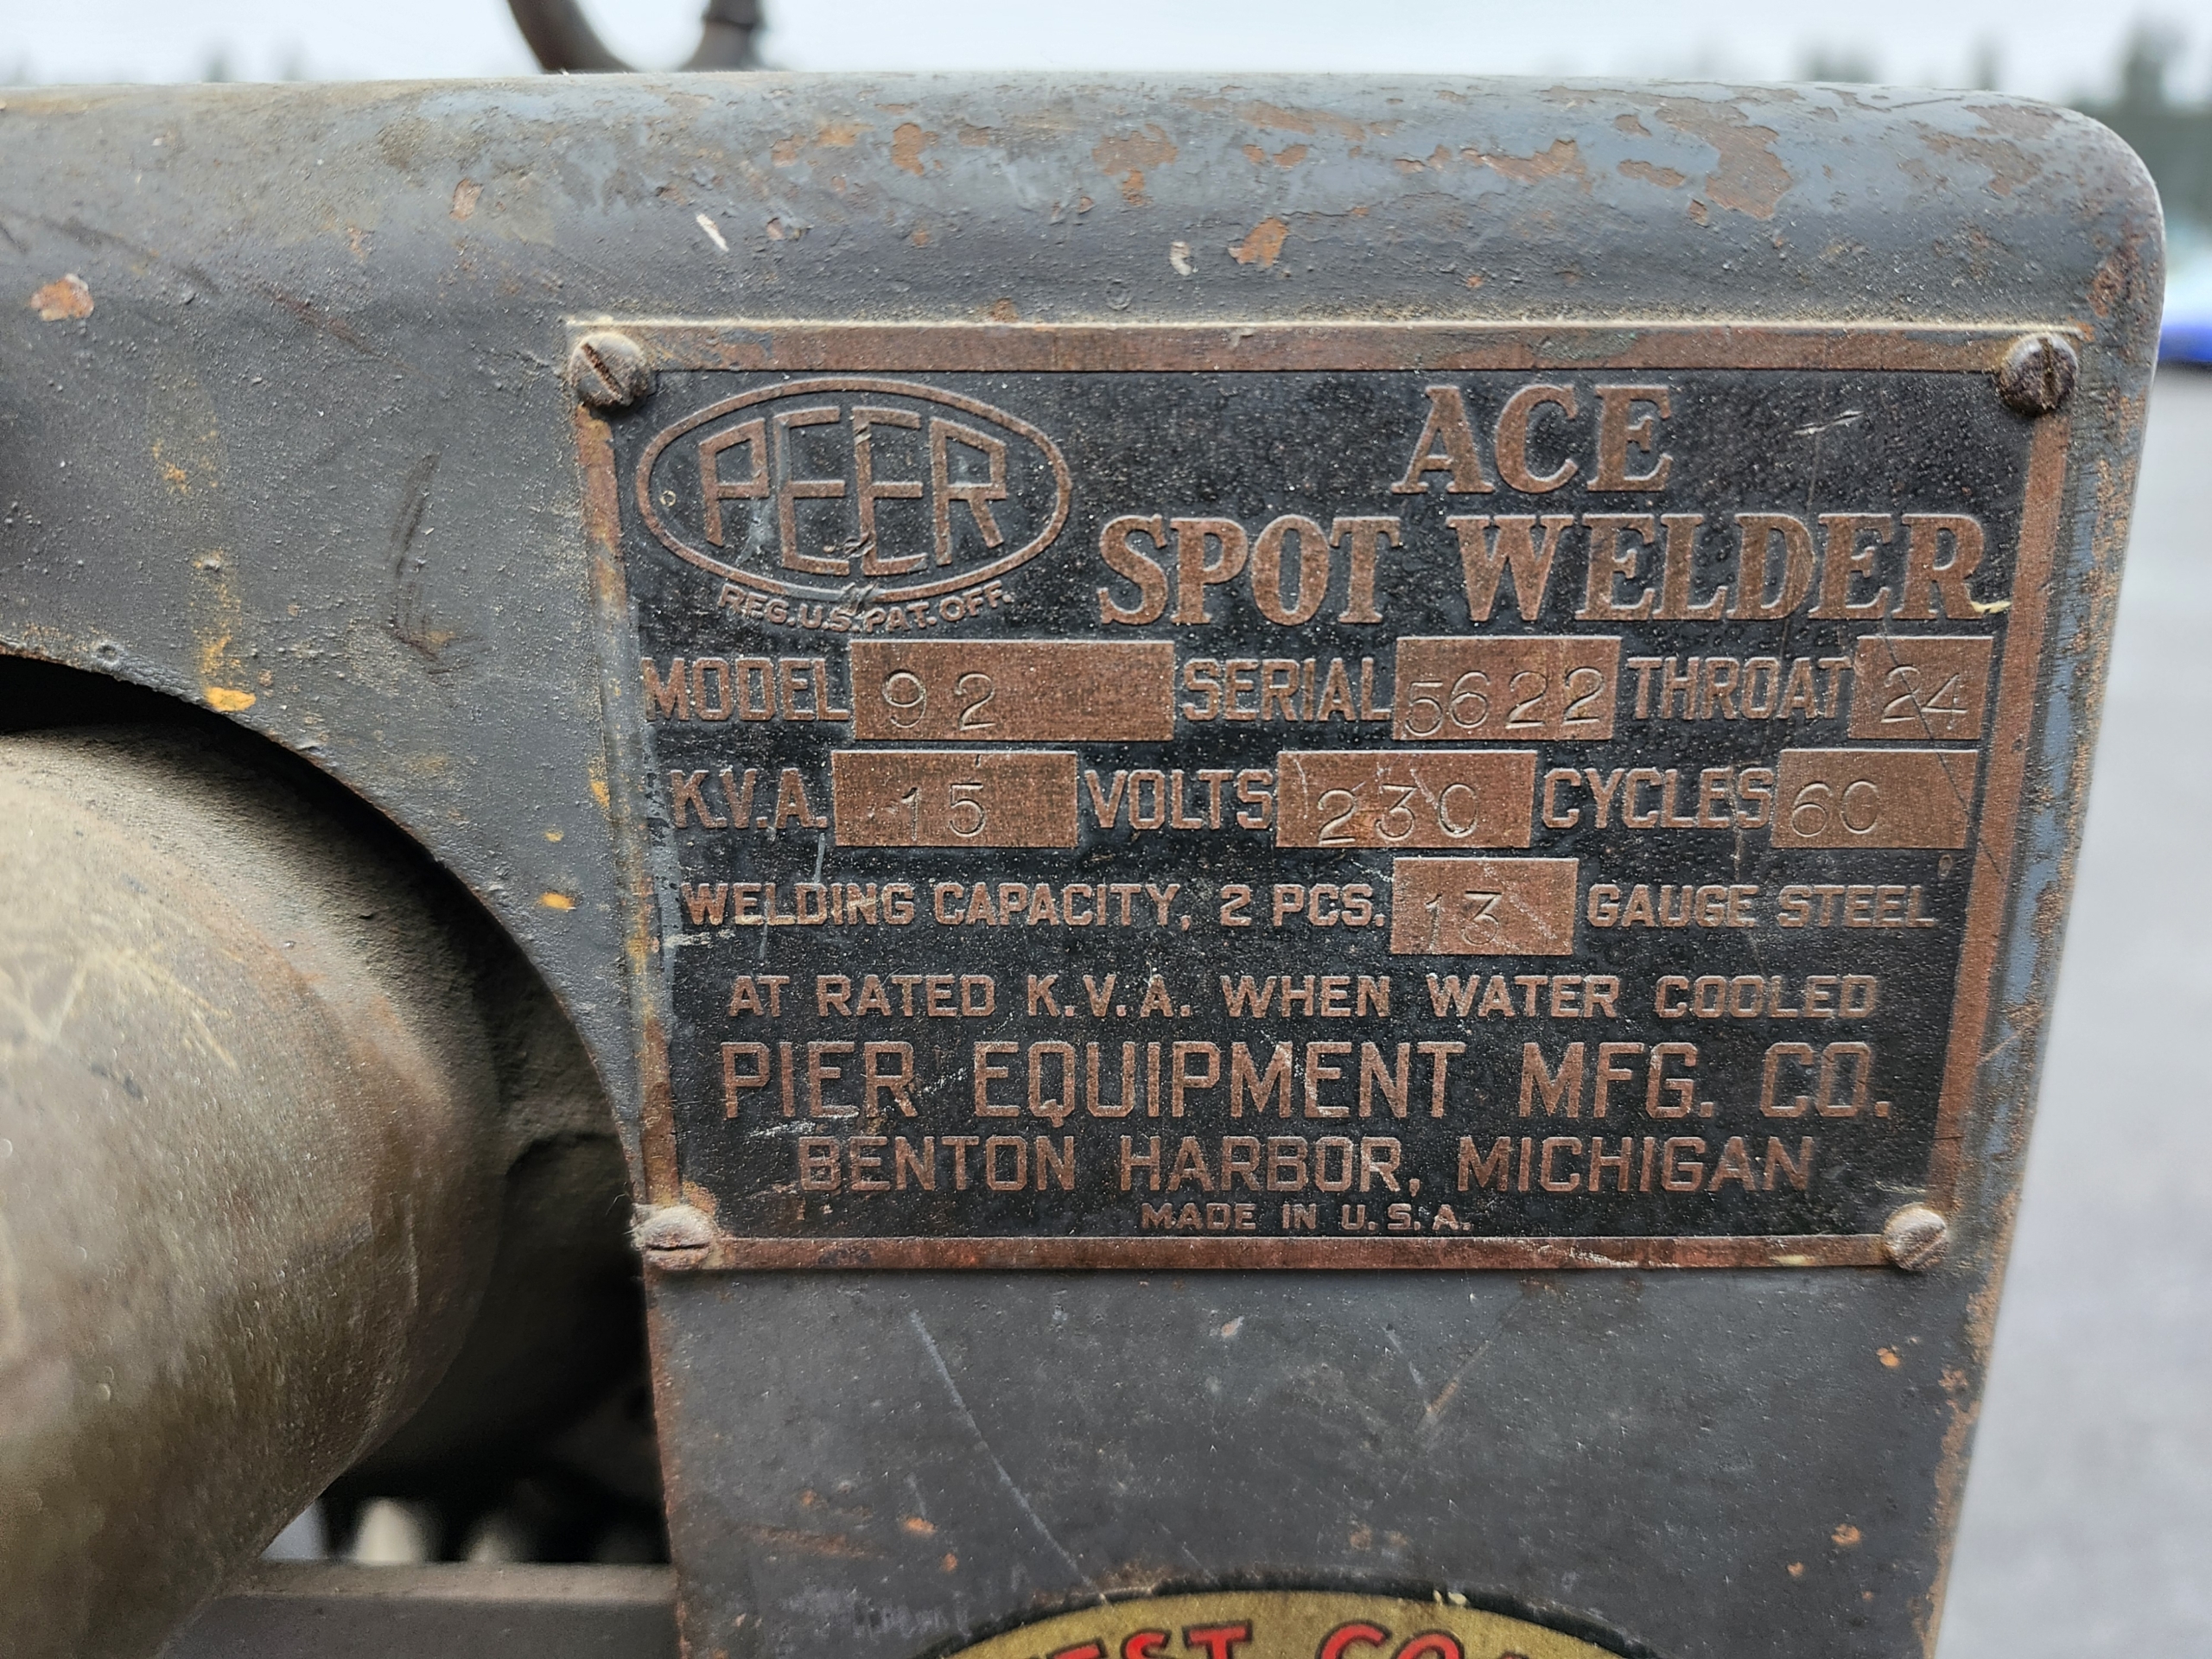 PEER
REG. U.S. PAT. OFF.
ACE
SPOT WELDER
MODEL 92 SERIAL 5622 THROAT 24
K.V.A. 15 VOLTS 230 CYCLES 60
WELDING CAPACITY, 2 PCS. 13 GAUGE STEEL
AT RATED K.V.A. WHEN WATER COOLED
PIER EQUIPMENT MFG. CO.
BENTON HARBOR, MICHIGAN
MADE IN U.S.A.